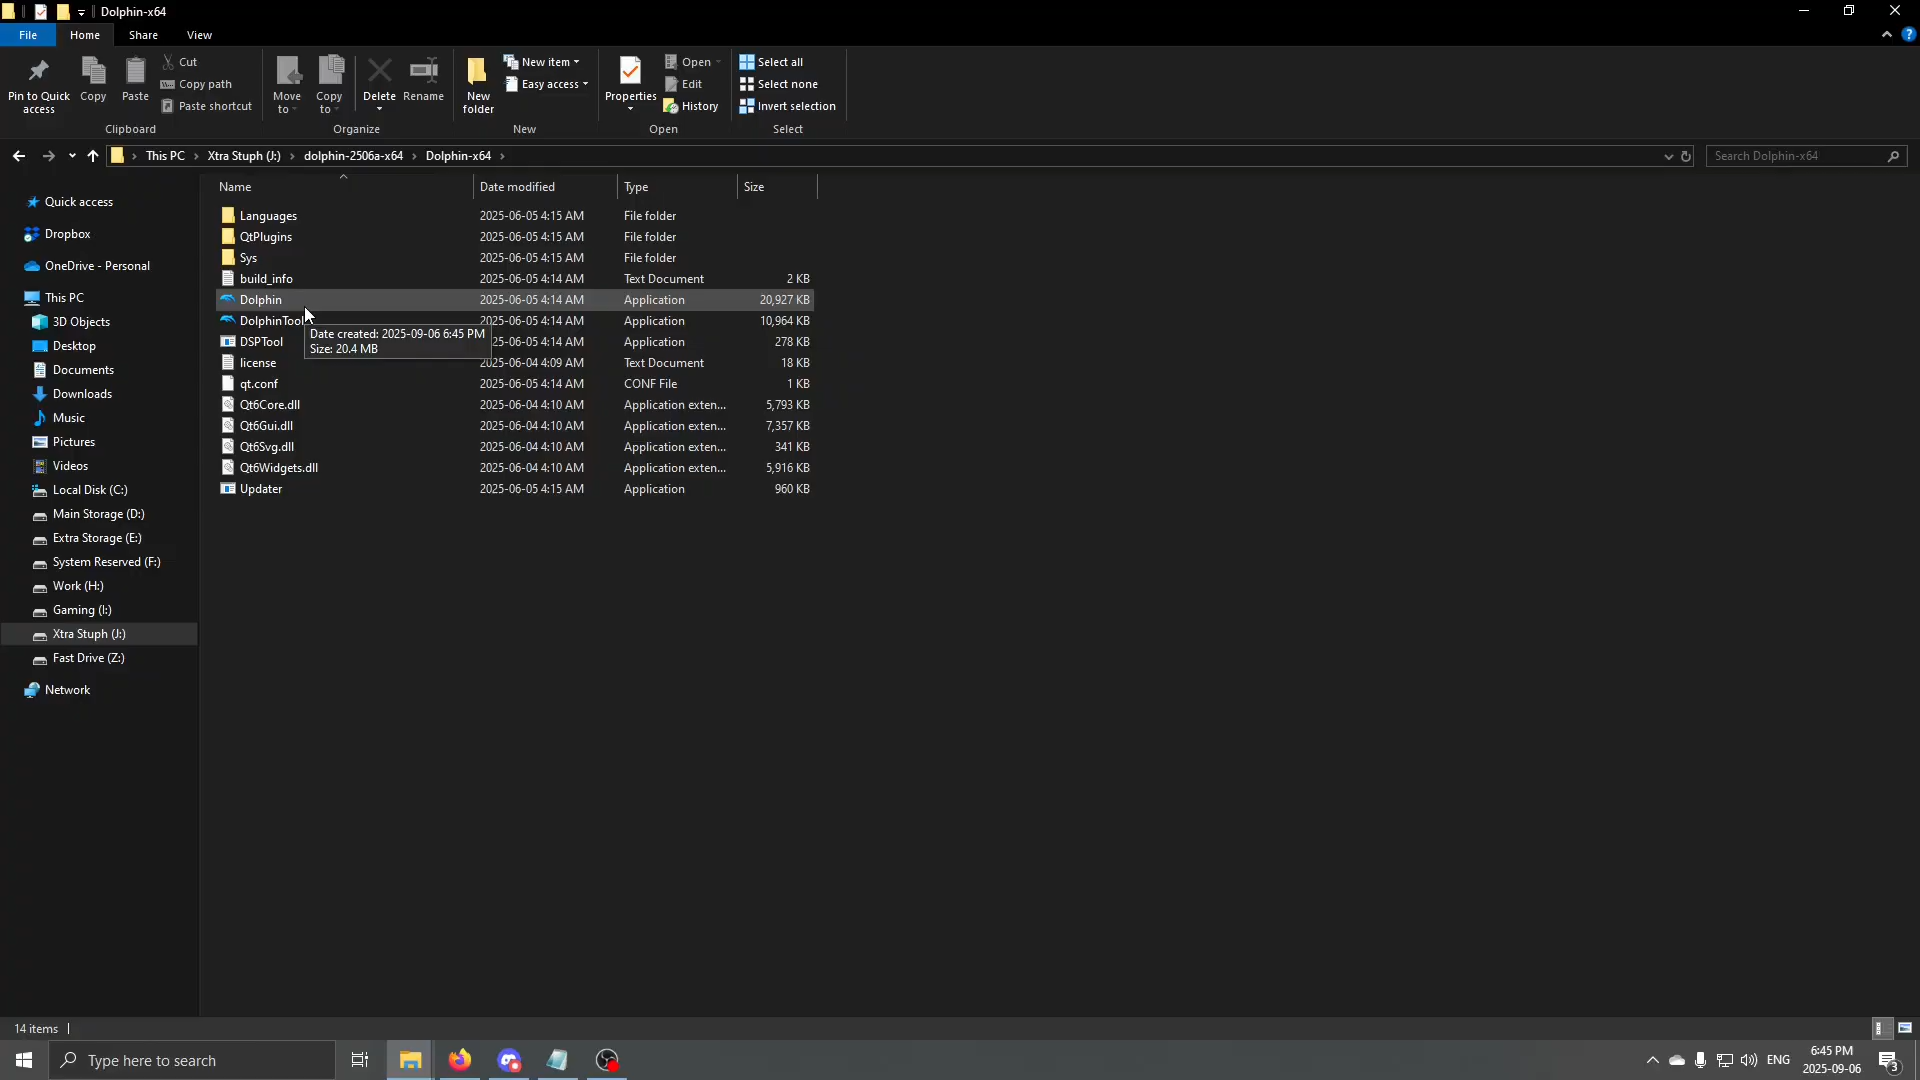 Dolphin-x64
File Home Share View
Pin to Quick access
Copy
Paste
Cut
Copy path
Paste shortcut
Clipboard
Move to
Copy to
Delete
Rename
Organize
New folder
New item
Easy access
New
Properties
Open
Edit
History
Open
Select all
Select none
Invert selection
Select
This PC › Xtra Stuph (J:) › dolphin-2506a-x64 › Dolphin-x64 ›
Search Dolphin-x64
Quick access
Dropbox
OneDrive - Personal
This PC
3D Objects
Desktop
Documents
Downloads
Music
Pictures
Videos
Local Disk (C:)
Main Storage (D:)
Extra Storage (E:)
System Reserved (F:)
Work (H:)
Gaming (I:)
Xtra Stuph (J:)
Fast Drive (Z:)
Network
Name Date modified Type Size
Languages 2025-06-05 4:15 AM File folder
QtPlugins 2025-06-05 4:15 AM File folder
Sys 2025-06-05 4:15 AM File folder
build_info 2025-06-05 4:14 AM Text Document 2 KB
Dolphin 2025-06-05 4:14 AM Application 20,927 KB
DolphinTool 2025-06-05 4:14 AM Application 10,964 KB
Date created: 2025-09-06 6:45 PM
Size: 20.4 MB
DSPTool 25-06-05 4:14 AM Application 278 KB
license 2025-06-04 4:09 AM Text Document 18 KB
qt.conf 2025-06-05 4:14 AM CONF File 1 KB
Qt6Core.dll 2025-06-04 4:10 AM Application exten... 5,793 KB
Qt6Gui.dll 2025-06-04 4:10 AM Application exten... 7,357 KB
Qt6Svg.dll 2025-06-04 4:10 AM Application exten... 341 KB
Qt6Widgets.dll 2025-06-04 4:10 AM Application exten... 5,916 KB
Updater 2025-06-05 4:15 AM Application 960 KB
14 items
Type here to search
ENG
6:45 PM
2025-09-06
3